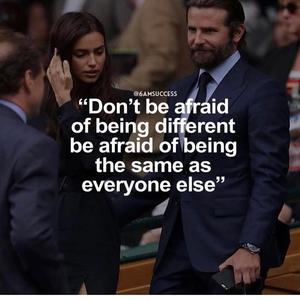 @6AMSUCCESS
“Don’t be afraid
of being different
be afraid of being
the same as
everyone else”